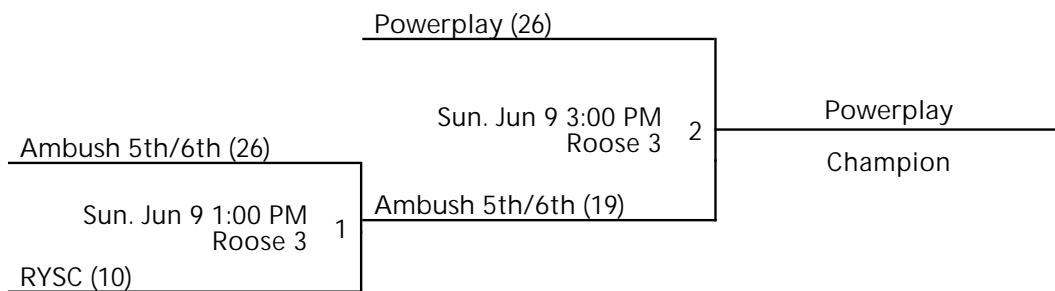 Powerplay (26)
Sun. Jun 9 3:00 PM
Roose 3
2
Powerplay
Champion
Ambush 5th/6th (26)
Sun. Jun 9 1:00 PM
Roose 3
1
Ambush 5th/6th (19)
RYSC (10)